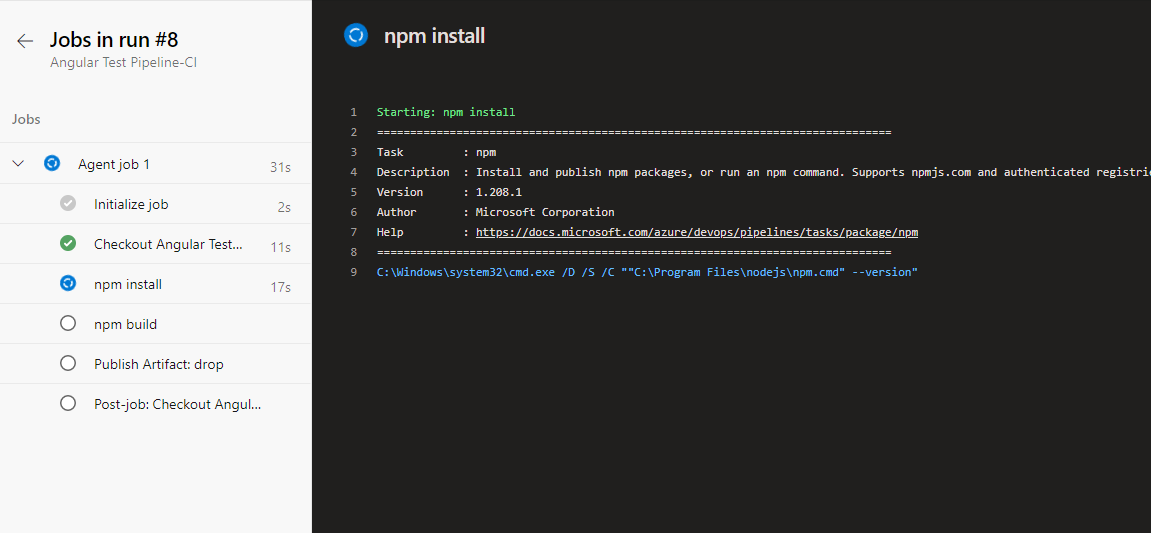 Jobs in run #8
Angular Test Pipeline-CI
Jobs
Agent job 1 31s
Initialize job 2s
Checkout Angular Test... 11s
npm install 17s
npm build
Publish Artifact: drop
Post-job: Checkout Angul...
npm install
1 Starting: npm install
2 ==============================================================================
3 Task         : npm
4 Description  : Install and publish npm packages, or run an npm command. Supports npmjs.com and authenticated registri
5 Version      : 1.208.1
6 Author       : Microsoft Corporation
7 Help         : https://docs.microsoft.com/azure/devops/pipelines/tasks/package/npm
8 ==============================================================================
9 C:\Windows\system32\cmd.exe /D /S /C ""C:\Program Files\nodejs\npm.cmd" --version"